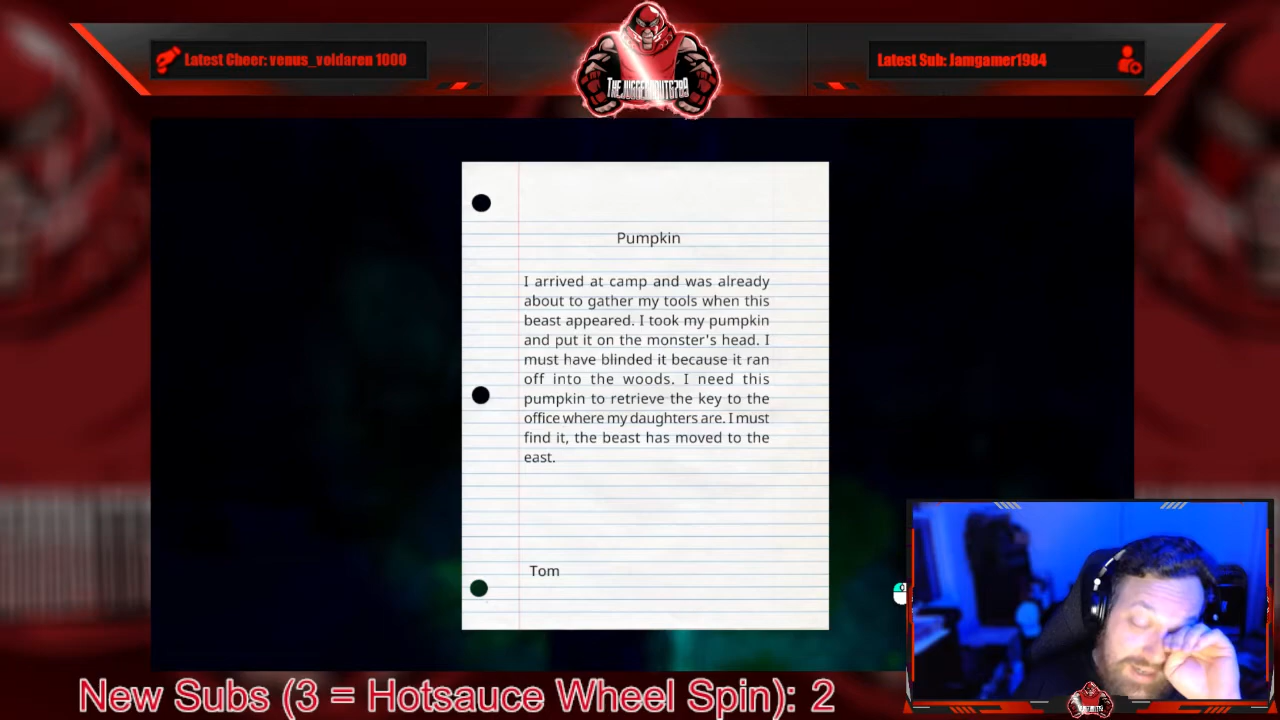 Latest Cheer: venus_voldaren 1000
Latest Sub: Jamgamer1984
THEJUGGERNAUTG789
Pumpkin
I arrived at camp and was already
about to gather my tools when this
beast appeared. I took my pumpkin
and put it on the monster's head. I
must have blinded it because it ran
off into the woods. I need this
pumpkin to retrieve the key to the
office where my daughters are. I must
find it, the beast has moved to the
east.
Tom
New Subs (3 = Hotsauce Wheel Spin): 2